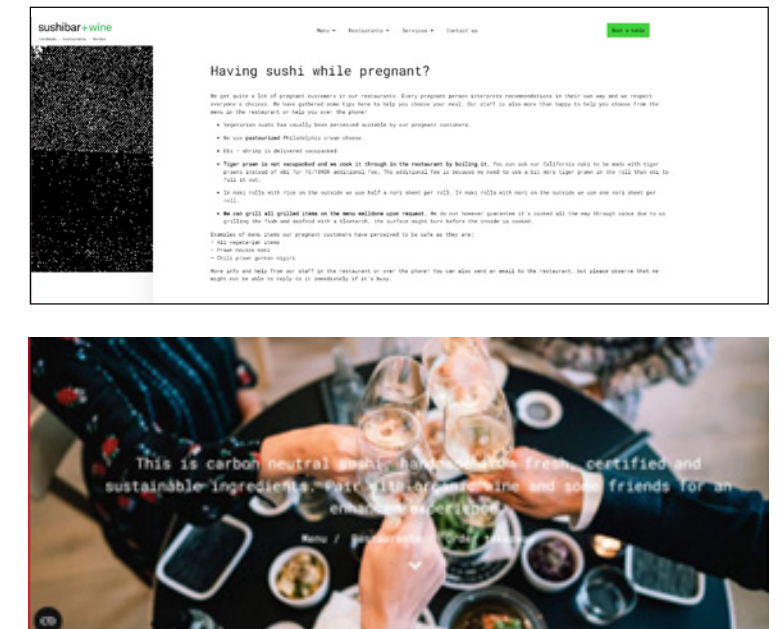 sushibar+wine
Menu Restaurants Services Contact us
Book a table
Having sushi while pregnant?
We get quite a lot of pregnant customers in our restaurants. Every pregnant person interprets recommendations in their own way and we respect
everyone's choices. We have gathered some tips here to help you choose your meal. Our staff is also more than happy to help you choose from the
menu in the restaurant or help you over the phone!
• Vegetarian sushi has usually been perceived suitable by our pregnant customers.
• We use pasteurized Philadelphia cream cheese.
• Ebi - shrimp is delivered vacupacked.
• Tiger prawn is not vacupacked and we cook it through in the restaurant by boiling it. You can ask our California maki to be made with tiger
prawns instead of ebi for additional fee. The additional fee is because we need to use a bit more tiger prawn in the roll than ebi to
fill it out.
• In maki rolls with rice on the outside we use half a nori sheet per roll. In maki rolls with nori on the outside we use one nori sheet per
roll.
• We can grill all grilled items on the menu welldone upon request. We do not however guarantee it's cooked all the way through since due to us
grilling the fish and seafood with a blowtorch, the surface might burn before the inside is cooked.
Examples of menu items our pregnant customers have perceived to be safe as they are:
- All vegetarian items
- Prawn mousse maki
- Chili prawn gunkan nigiri
More info and help from our staff in the restaurant or over the phone! You can also send an email to the restaurant, but please observe that we
might not be able to reply to it immediately if it's busy.
This is carbon neutral sushi, handmade from fresh, certified and
sustainable ingredients. Pair with organic wine and some friends for an
enhanced experience.
Menu / Restaurants / Order takeaway